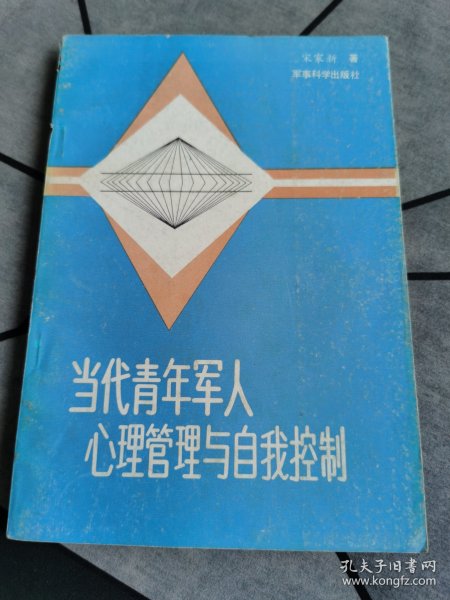 宋家新 著
军事科学出版社
当代青年军人
心理管理与自我控制
孔夫子旧书网
www.kongfz.com